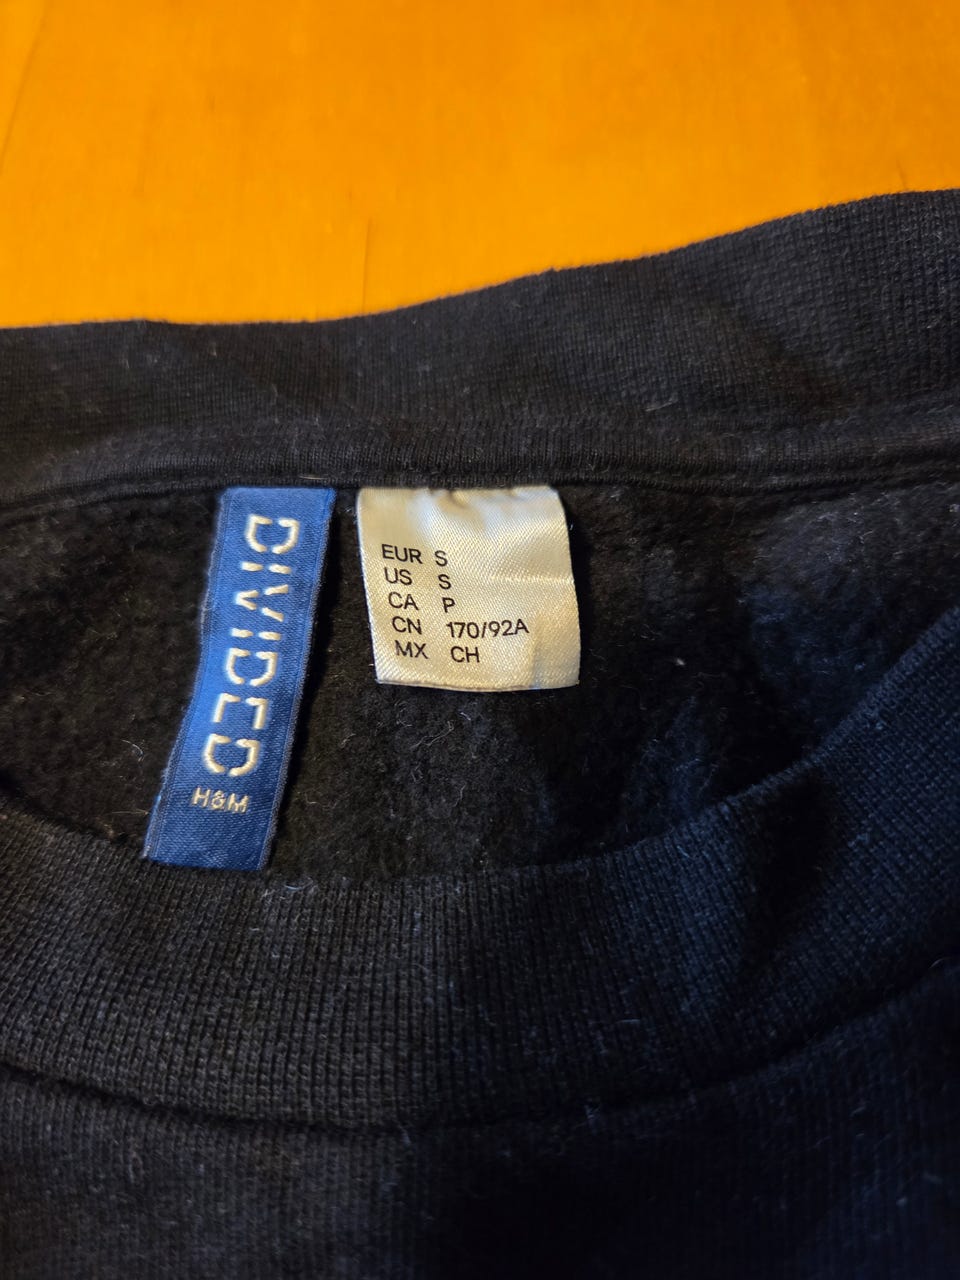 DIVIDED
H&M
EUR S
US S
CA P
CN 170/92A
MX CH